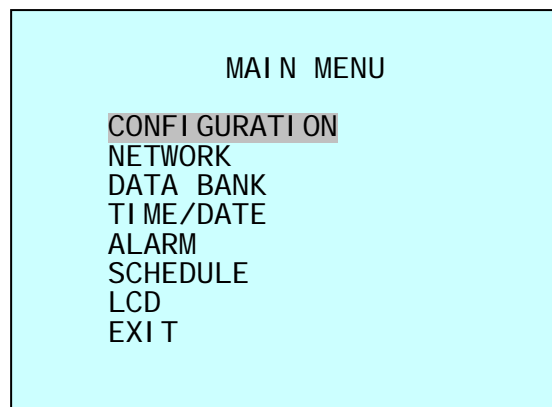 MAIN MENU
CONFIGURATION
NETWORK
DATA BANK
TIME/DATE
ALARM
SCHEDULE
LCD
EXIT